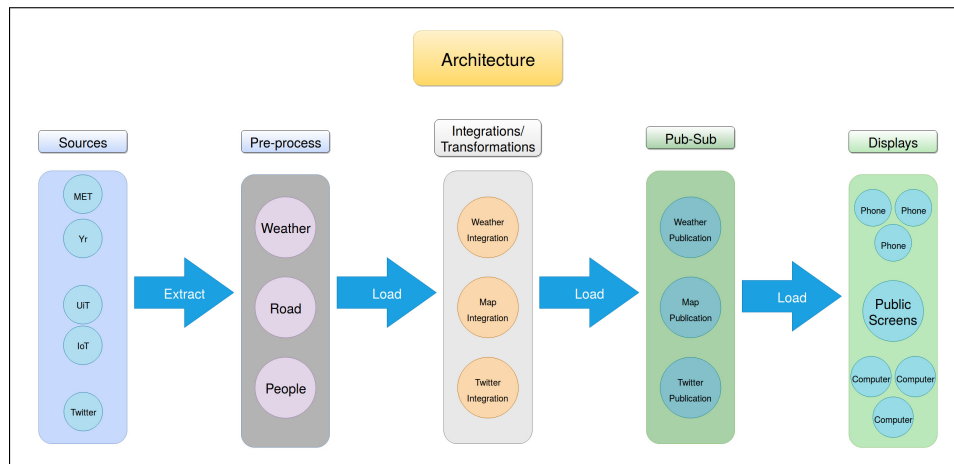 Architecture
Sources
Pre-process
Integrations/
Transformations
Pub-Sub
Displays
MET
Yr
UiT
IoT
Twitter
Extract
Weather
Road
People
Load
Weather
Integration
Map
Integration
Twitter
Integration
Load
Weather
Publication
Map
Publication
Twitter
Publication
Load
Phone
Phone
Phone
Public
Screens
Computer
Computer
Computer